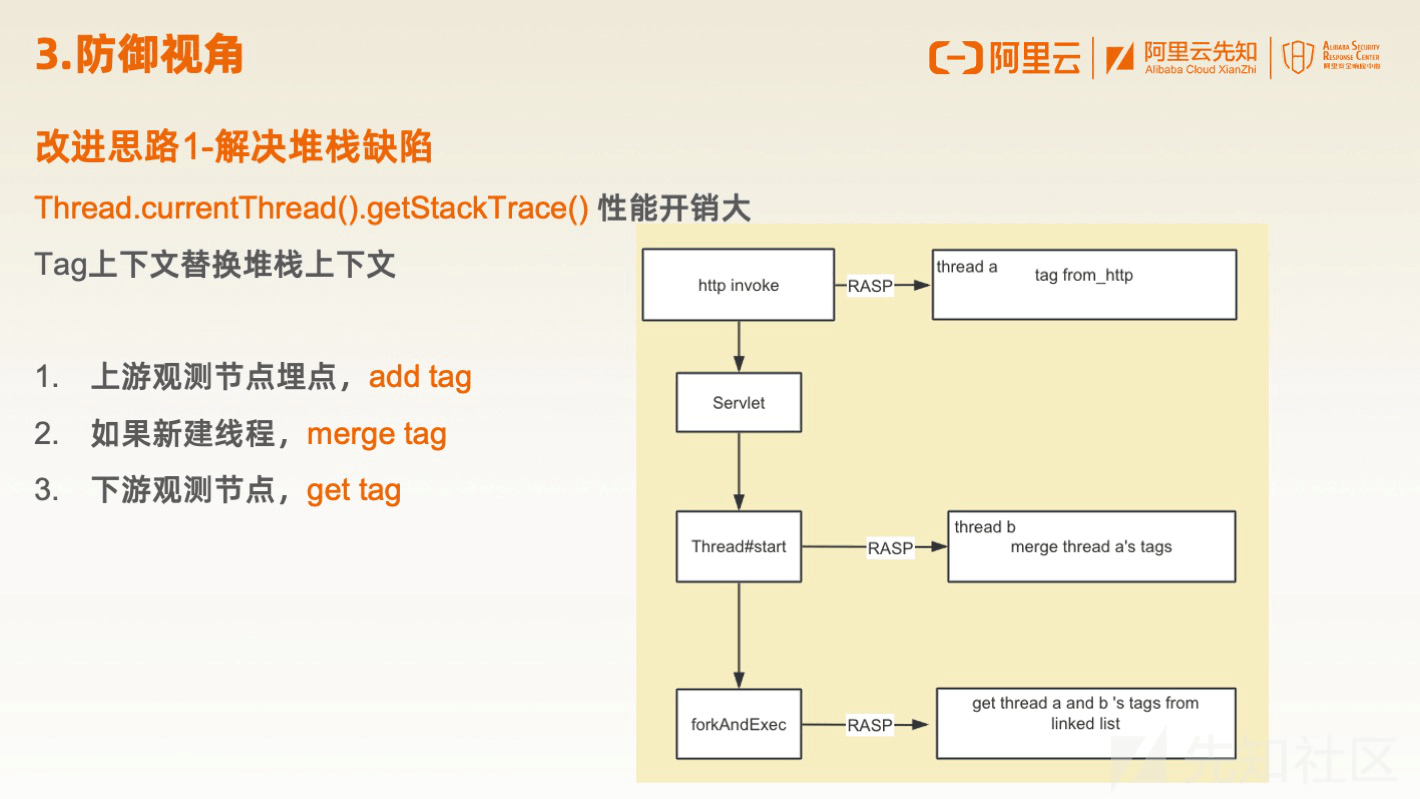 3.防御视角
阿里云
阿里云先知
Alibaba Cloud XianZhi
ALIBABA SECURITY
RESPONSE CENTER
阿里安全响应中心
改进思路1-解决堆栈缺陷
Thread.currentThread().getStackTrace() 性能开销大
Tag上下文替换堆栈上下文
1. 上游观测节点埋点，add tag
2. 如果新建线程，merge tag
3. 下游观测节点，get tag
http invoke
RASP
thread a
tag from_http
Servlet
Thread#start
RASP
thread b
merge thread a's tags
forkAndExec
RASP
get thread a and b 's tags from
linked list
先知社区